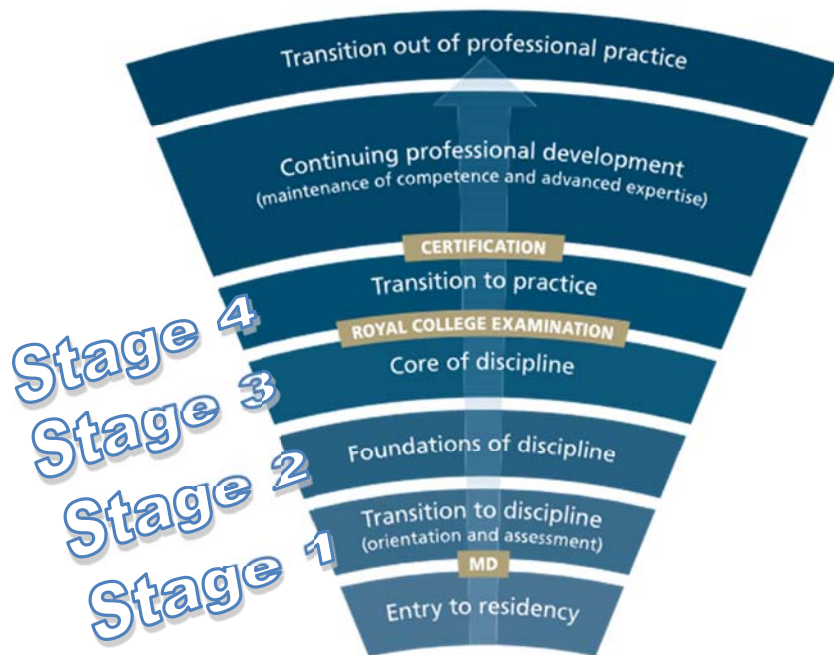 Transition out of professional practice
Continuing professional development
(maintenance of competence and advanced expertise)
CERTIFICATION
Transition to practice
Stage 4
ROYAL COLLEGE EXAMINATION
Core of discipline
Stage 3
Foundations of discipline
Stage 2
Transition to discipline
(orientation and assessment)
Stage 1
MD
Entry to residency